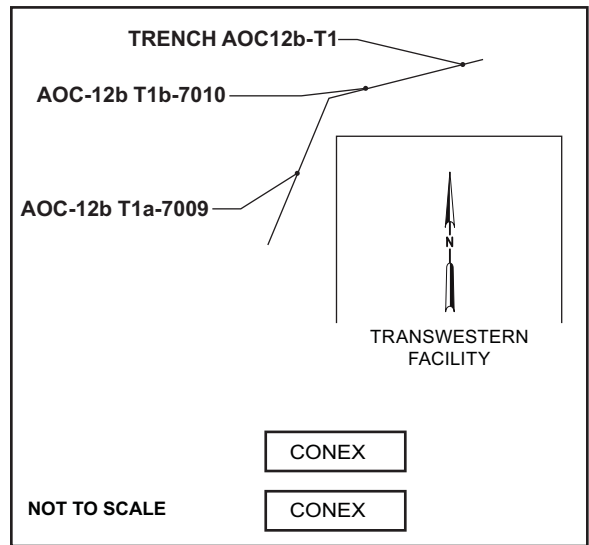 TRENCH AOC12b-T1
AOC-12b T1b-7010
AOC-12b T1a-7009
N
TRANSWESTERN
FACILITY
CONEX
NOT TO SCALE
CONEX